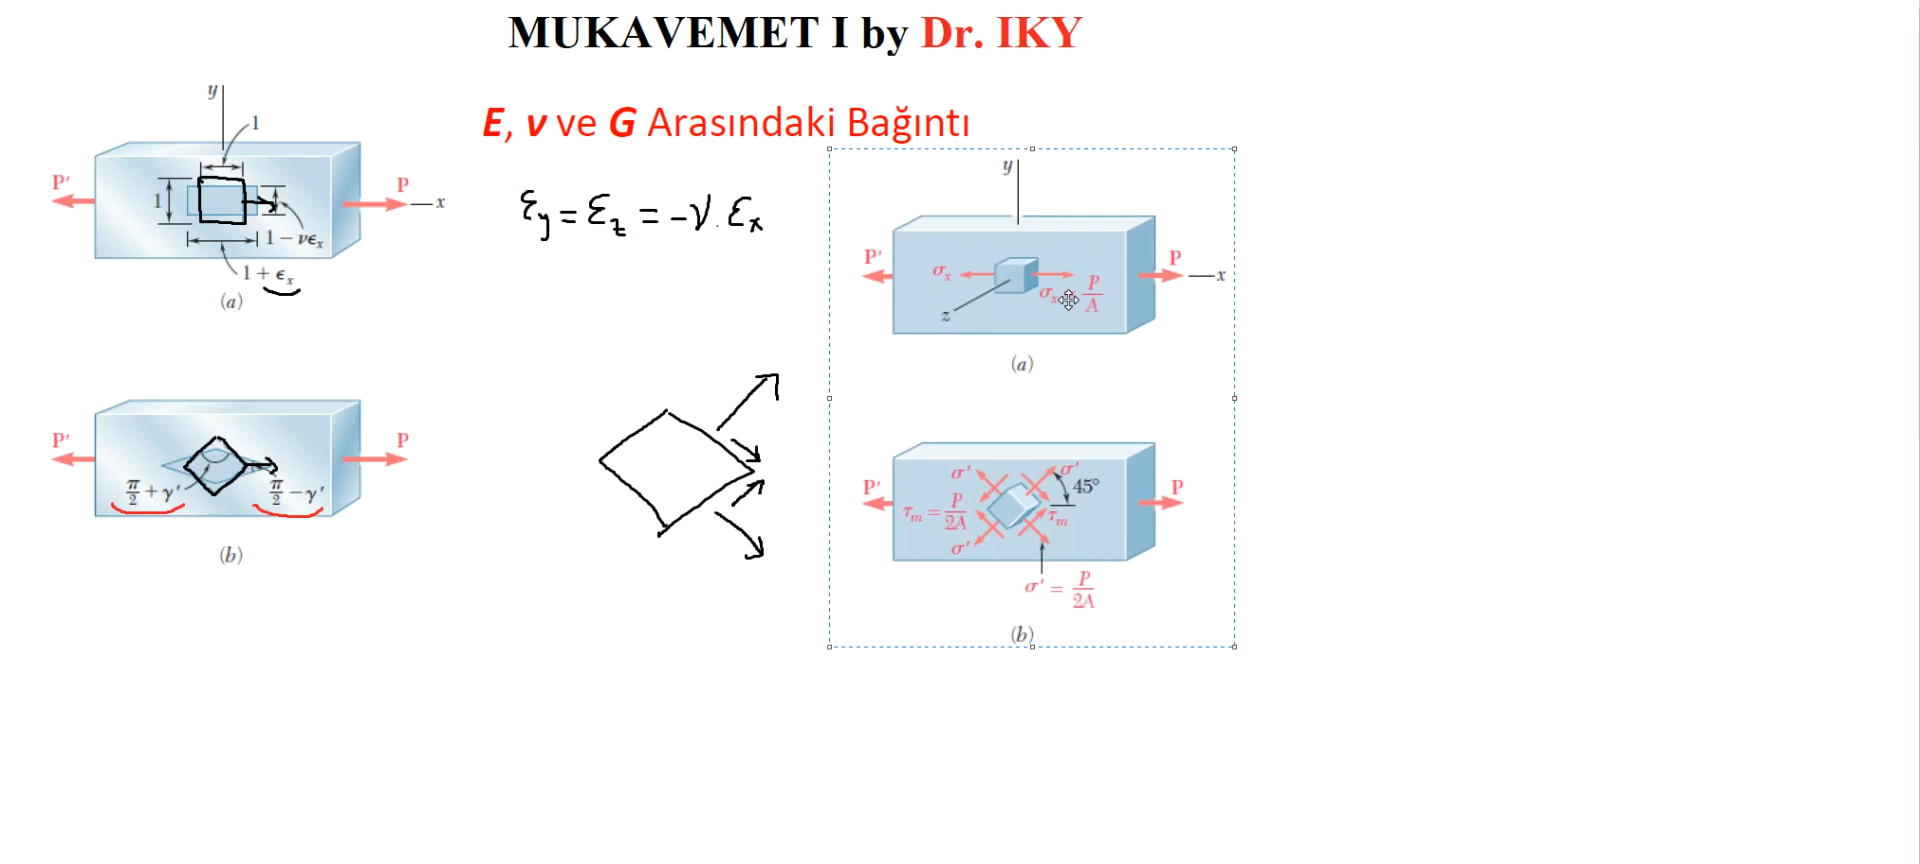 MUKAVEMET I by Dr. IKY
E, ν ve G Arasındaki Bağıntı
y
1
1
P'
P
x
1 − νϵx
1 + ϵx
(a)
εy = εz = −ν . εx
y
P'
P
x
σx
σx
P
A
z
(a)
P'
P
π/2 + γ'
π/2 − γ'
(b)
P'
P
σ'
σ'
45°
τm = P/2A
τm
σ'
σ' = P/2A
(b)